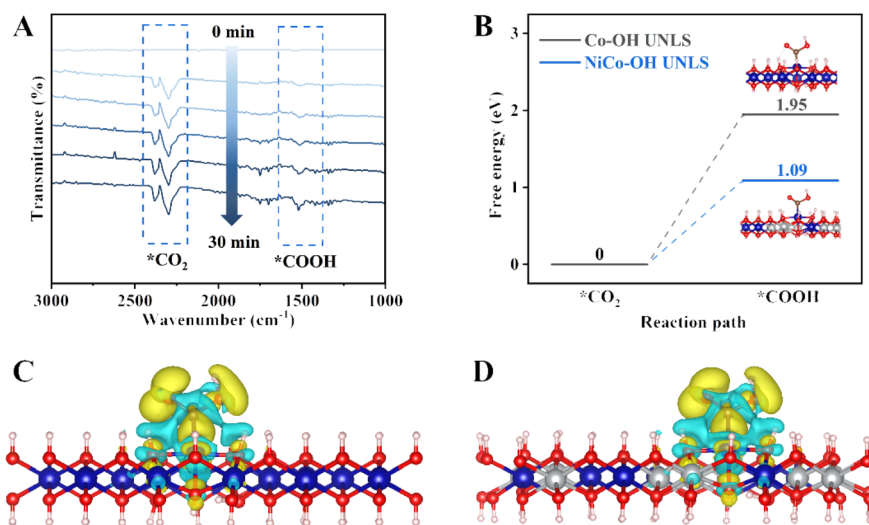 A
0 min
30 min
*CO₂
*COOH
Transmittance (%)
3000 2500 2000 1500 1000
Wavenumber (cm⁻¹)
B
Co-OH UNLS
NiCo-OH UNLS
3
2
1
0
Free energy (eV)
1.95
1.09
0
*CO₂
*COOH
Reaction path
C
D